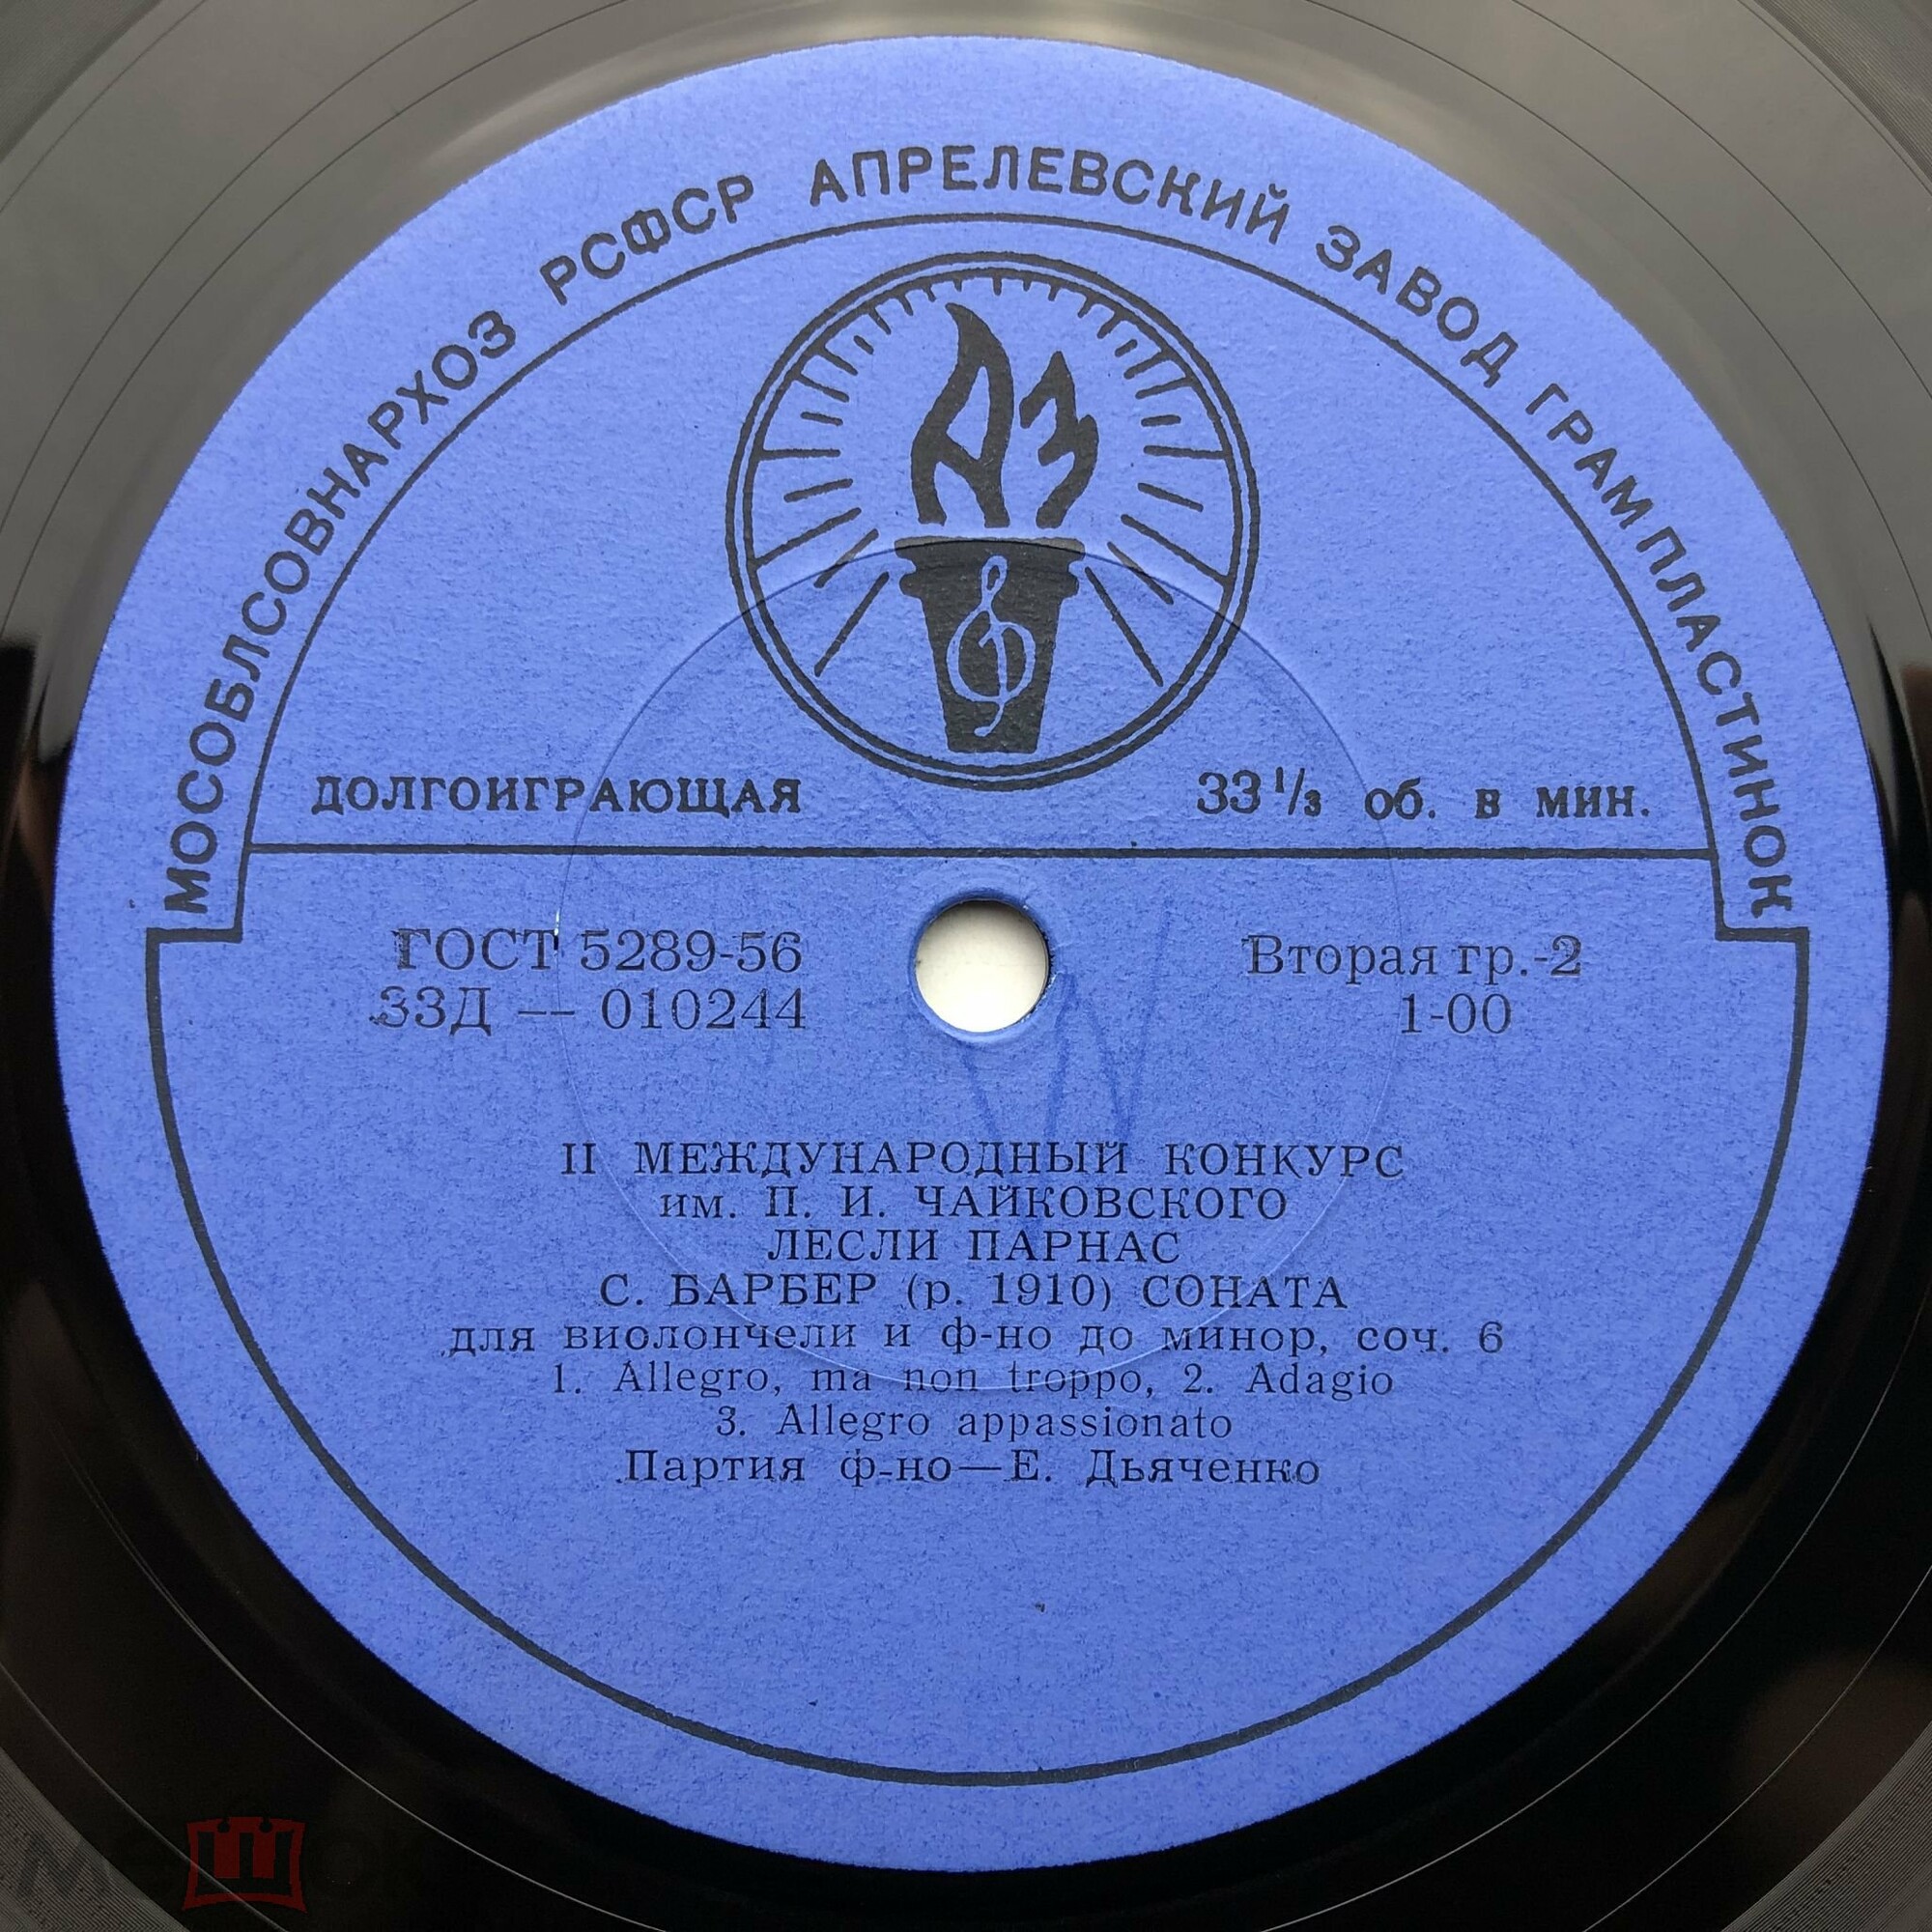 МОСОБЛСОВНАРХОЗ РСФСР АПРЕЛЕВСКИЙ ЗАВОД ГРАМПЛАСТИНОК
АЗ
ДОЛГОИГРАЮЩАЯ 33 1/3 об. в мин.
ГОСТ 5289-56 Вторая гр.-2
33Д — 010244 1-00
II МЕЖДУНАРОДНЫЙ КОНКУРС
им. П. И. ЧАЙКОВСКОГО
ЛЕСЛИ ПАРНАС
С. БАРБЕР (р. 1910) СОНАТА
для виолончели и ф-но до минор, соч. 6
1. Allegro, ma non troppo, 2. Adagio
3. Allegro appassionato
Партия ф-но—Е. Дьяченко